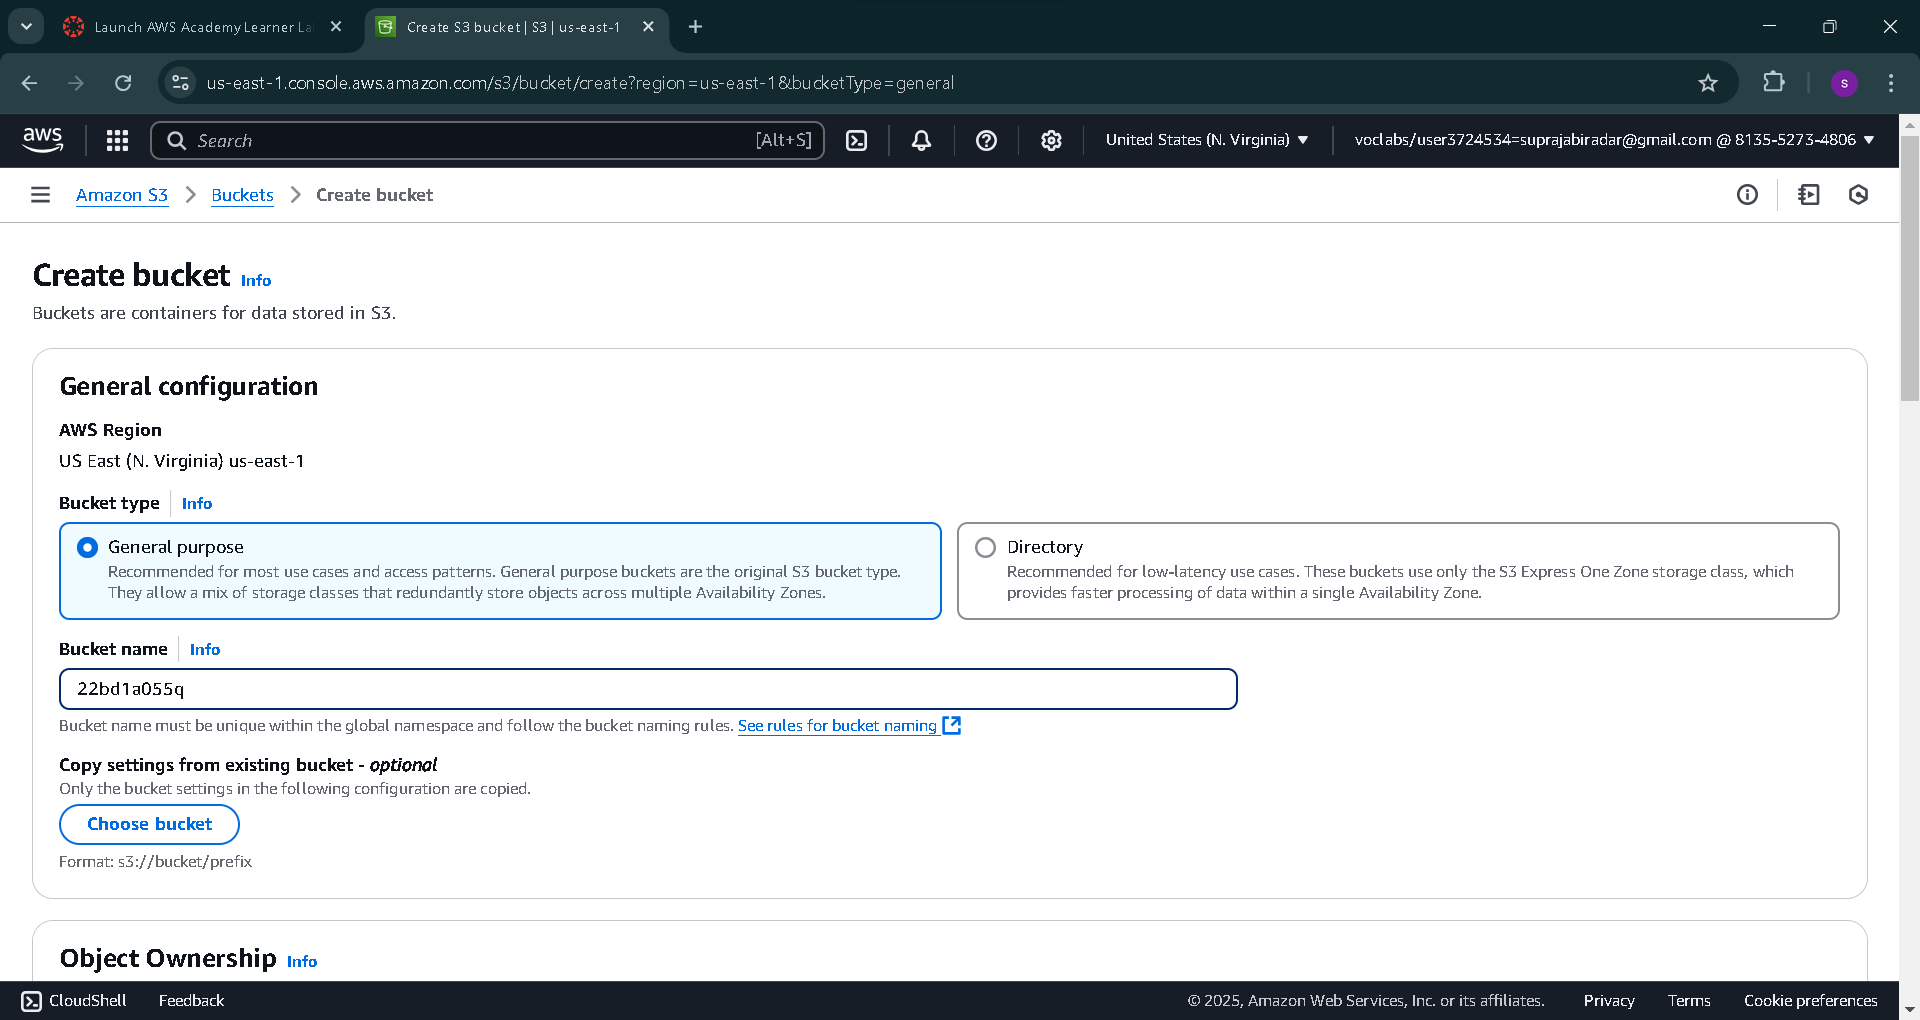 Launch AWS Academy Learner La
Create S3 bucket | S3 | us-east-1
us-east-1.console.aws.amazon.com/s3/bucket/create?region=us-east-1&bucketType=general
s
aws
Search
[Alt+S]
United States (N. Virginia)
voclabs/user3724534=suprajabiradar@gmail.com @ 8135-5273-4806
Amazon S3
Buckets
Create bucket
Create bucket Info
Buckets are containers for data stored in S3.
General configuration
AWS Region
US East (N. Virginia) us-east-1
Bucket type Info
General purpose
Recommended for most use cases and access patterns. General purpose buckets are the original S3 bucket type.
They allow a mix of storage classes that redundantly store objects across multiple Availability Zones.
Directory
Recommended for low-latency use cases. These buckets use only the S3 Express One Zone storage class, which
provides faster processing of data within a single Availability Zone.
Bucket name Info
22bd1a055q
Bucket name must be unique within the global namespace and follow the bucket naming rules. See rules for bucket naming
Copy settings from existing bucket - optional
Only the bucket settings in the following configuration are copied.
Choose bucket
Format: s3://bucket/prefix
Object Ownership Info
CloudShell
Feedback
© 2025, Amazon Web Services, Inc. or its affiliates.
Privacy
Terms
Cookie preferences